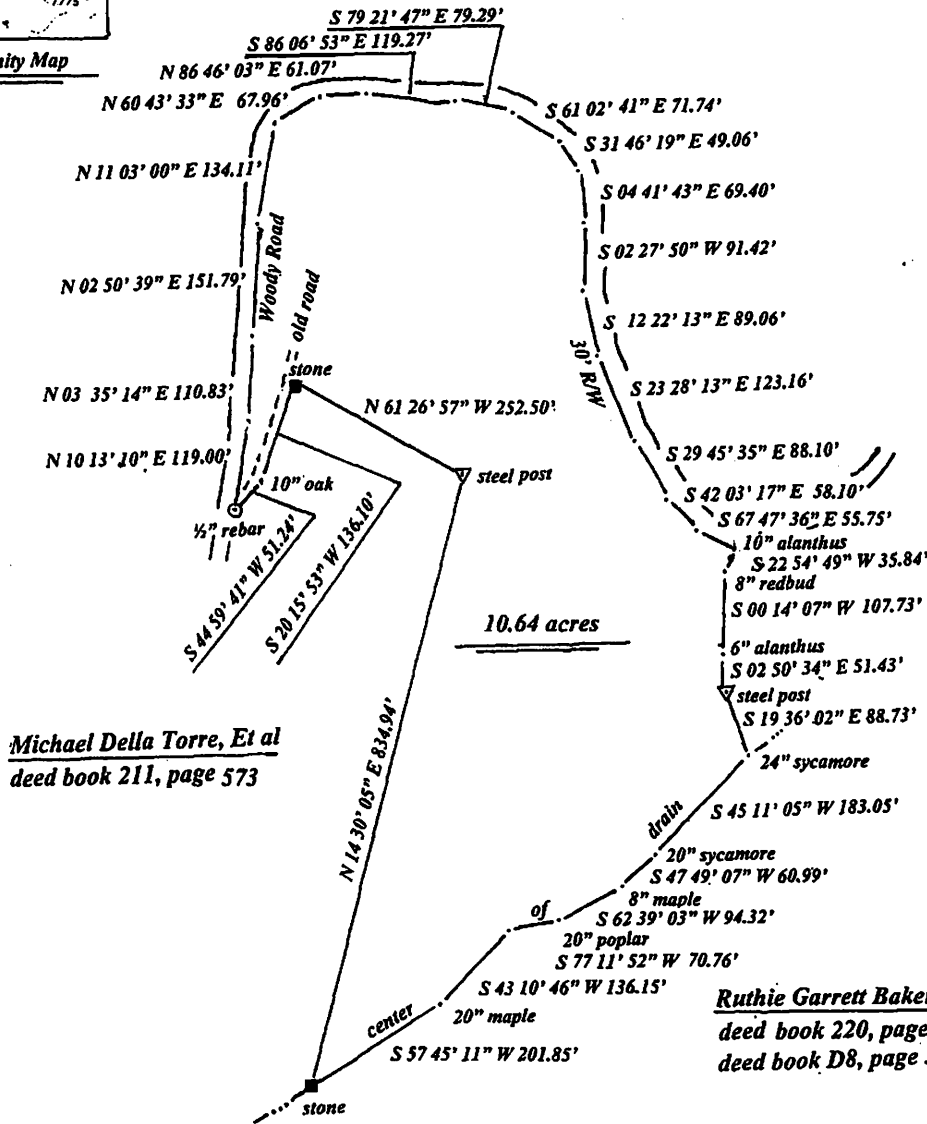 1775
nity Map
S 79 21' 47" E 79.29'
S 86 06' 53" E 119.27'
N 86 46' 03" E 61.07'
N 60 43' 33" E 67.96'
S 61 02' 41" E 71.74'
S 31 46' 19" E 49.06'
N 11 03' 00" E 134.11'
S 04 41' 43" E 69.40'
S 02 27' 50" W 91.42'
N 02 50' 39" E 151.79'
Woody Road
old road
S 12 22' 13" E 89.06'
30' R/W
stone
S 23 28' 13" E 123.16'
N 03 35' 14" E 110.83'
N 61 26' 57" W 252.50'
S 29 45' 35" E 88.10'
N 10 13' 10" E 119.00'
steel post
10" oak
S 42 03' 17" E 58.10'
½" rebar
S 67 47' 36" E 55.75'
10" alanthus
S 22 54' 49" W 35.84'
8" redbud
S 44 59' 41" W 51.24'
S 20 15' 53" W 136.10'
S 00 14' 07" W 107.73'
10.64 acres
6" alanthus
S 02 50' 34" E 51.43'
steel post
S 19 36' 02" E 88.73'
Michael Della Torre, Et al
deed book 211, page 573
N 14 30' 05" E 834.94'
24" sycamore
S 45 11' 05" W 183.05'
drain
20" sycamore
S 47 49' 07" W 60.99'
8" maple
of
S 62 39' 03" W 94.32'
20" poplar
S 77 11' 52" W 70.76'
S 43 10' 46" W 136.15'
20" maple
center
S 57 45' 11" W 201.85'
Ruthie Garrett Baker
deed book 220, page
deed book D8, page
stone